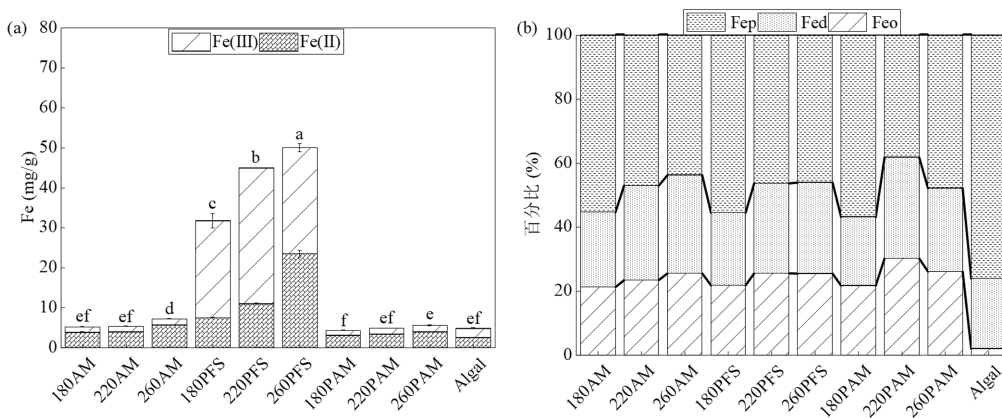 (a)
80
70
60
50
40
30
20
10
0
Fe (mg/g)
Fe(III) Fe(II)
ef ef d c b a f ef e ef
180AM 220AM 260AM 180PFS 220PFS 260PFS 180PAM 220PAM 260PAM Algal
(b)
Fep Fed Feo
100
80
60
40
20
0
百分比 (%)
180AM 220AM 260AM 180PFS 220PFS 260PFS 180PAM 220PAM 260PAM Algal